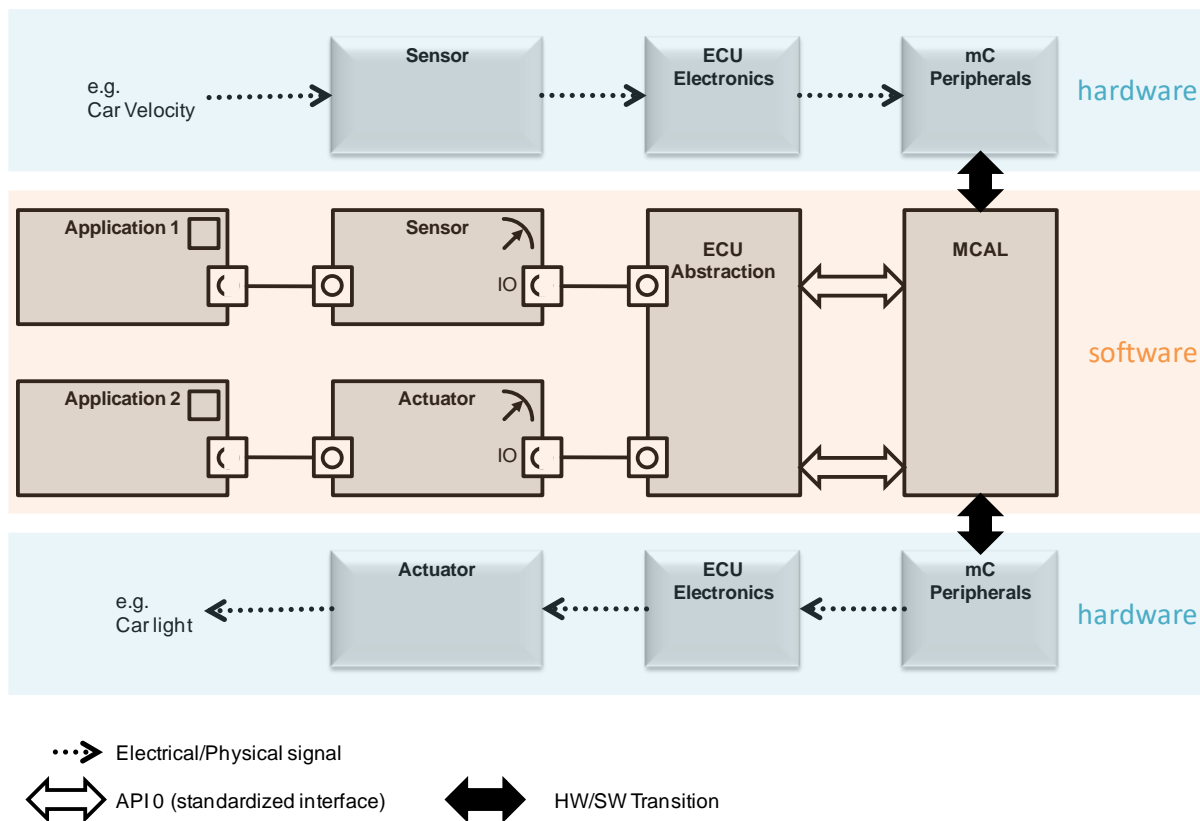 Sensor
ECU
Electronics
mC
Peripherals
hardware
e.g.
Car Velocity
Application 1
Sensor
IO
ECU
Abstraction
MCAL
software
Application 2
Actuator
IO
Actuator
ECU
Electronics
mC
Peripherals
hardware
e.g.
Car light
Electrical/Physical signal
API 0 (standardized interface)
HW/SW Transition